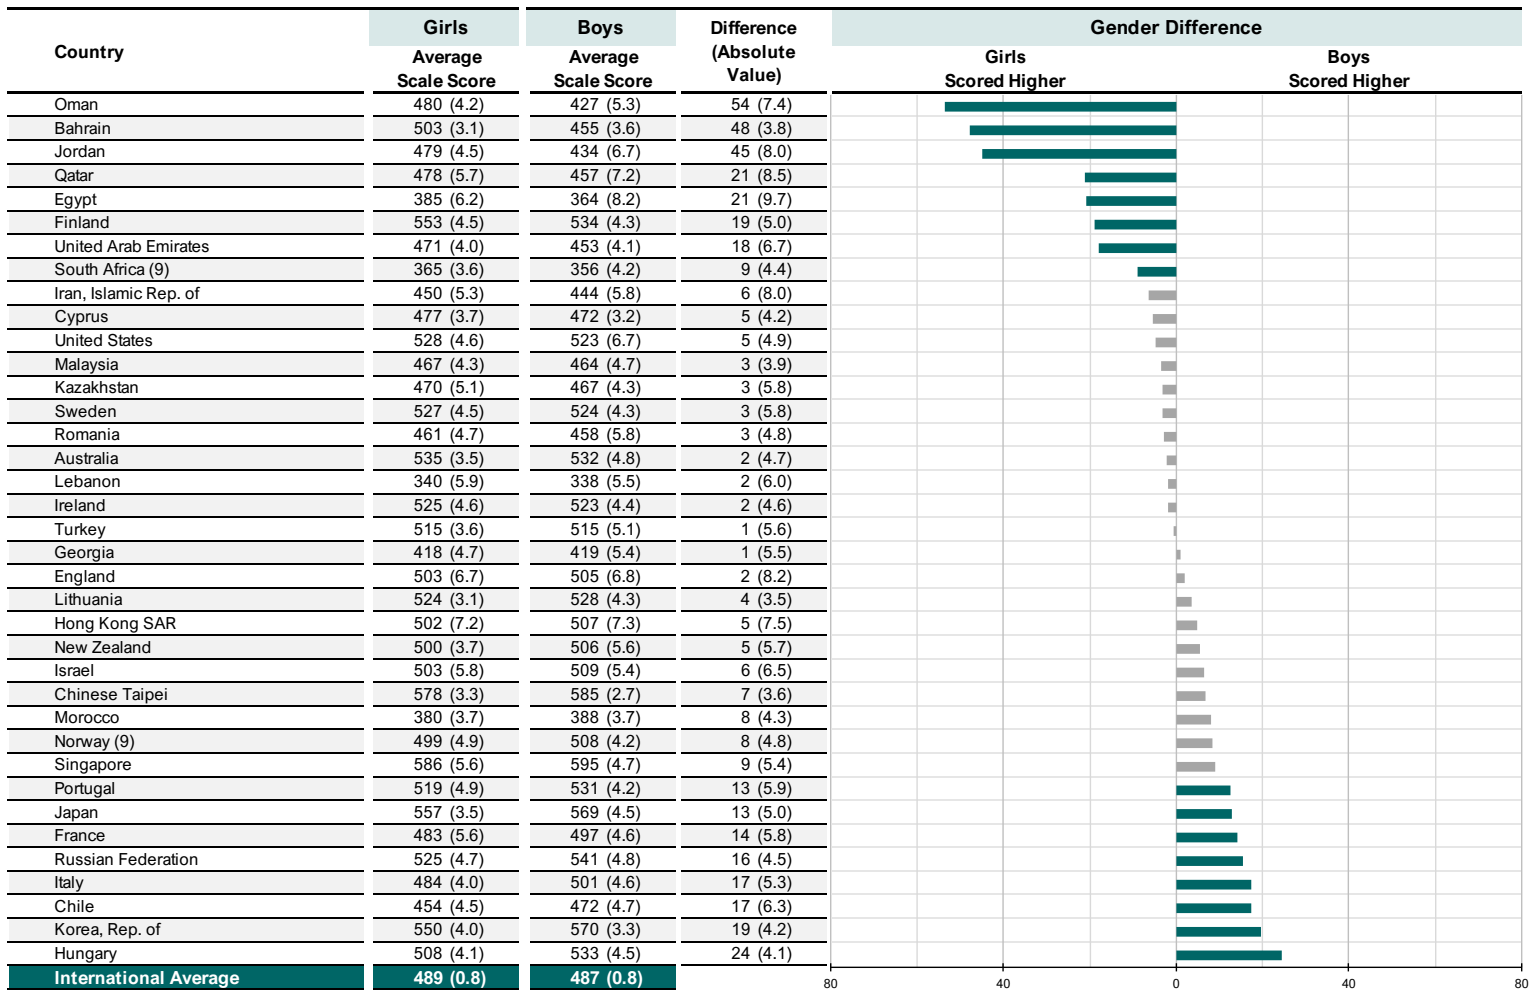 Country Girls Boys Difference (Absolute Value) Gender Difference
Average Scale Score Average Scale Score Girls Scored Higher Boys Scored Higher
Oman 480 (4.2) 427 (5.3) 54 (7.4)
Bahrain 503 (3.1) 455 (3.6) 48 (3.8)
Jordan 479 (4.5) 434 (6.7) 45 (8.0)
Qatar 478 (5.7) 457 (7.2) 21 (8.5)
Egypt 385 (6.2) 364 (8.2) 21 (9.7)
Finland 553 (4.5) 534 (4.3) 19 (5.0)
United Arab Emirates 471 (4.0) 453 (4.1) 18 (6.7)
South Africa (9) 365 (3.6) 356 (4.2) 9 (4.4)
Iran, Islamic Rep. of 450 (5.3) 444 (5.8) 6 (8.0)
Cyprus 477 (3.7) 472 (3.2) 5 (4.2)
United States 528 (4.6) 523 (6.7) 5 (4.9)
Malaysia 467 (4.3) 464 (4.7) 3 (3.9)
Kazakhstan 470 (5.1) 467 (4.3) 3 (5.8)
Sweden 527 (4.5) 524 (4.3) 3 (5.8)
Romania 461 (4.7) 458 (5.8) 3 (4.8)
Australia 535 (3.5) 532 (4.8) 2 (4.7)
Lebanon 340 (5.9) 338 (5.5) 2 (6.0)
Ireland 525 (4.6) 523 (4.4) 2 (4.6)
Turkey 515 (3.6) 515 (5.1) 1 (5.6)
Georgia 418 (4.7) 419 (5.4) 1 (5.5)
England 503 (6.7) 505 (6.8) 2 (8.2)
Lithuania 524 (3.1) 528 (4.3) 4 (3.5)
Hong Kong SAR 502 (7.2) 507 (7.3) 5 (7.5)
New Zealand 500 (3.7) 506 (5.6) 5 (5.7)
Israel 503 (5.8) 509 (5.4) 6 (6.5)
Chinese Taipei 578 (3.3) 585 (2.7) 7 (3.6)
Morocco 380 (3.7) 388 (3.7) 8 (4.3)
Norway (9) 499 (4.9) 508 (4.2) 8 (4.8)
Singapore 586 (5.6) 595 (4.7) 9 (5.4)
Portugal 519 (4.9) 531 (4.2) 13 (5.9)
Japan 557 (3.5) 569 (4.5) 13 (5.0)
France 483 (5.6) 497 (4.6) 14 (5.8)
Russian Federation 525 (4.7) 541 (4.8) 16 (4.5)
Italy 484 (4.0) 501 (4.6) 17 (5.3)
Chile 454 (4.5) 472 (4.7) 17 (6.3)
Korea, Rep. of 550 (4.0) 570 (3.3) 19 (4.2)
Hungary 508 (4.1) 533 (4.5) 24 (4.1)
International Average 489 (0.8) 487 (0.8)
80 40 0 40 80